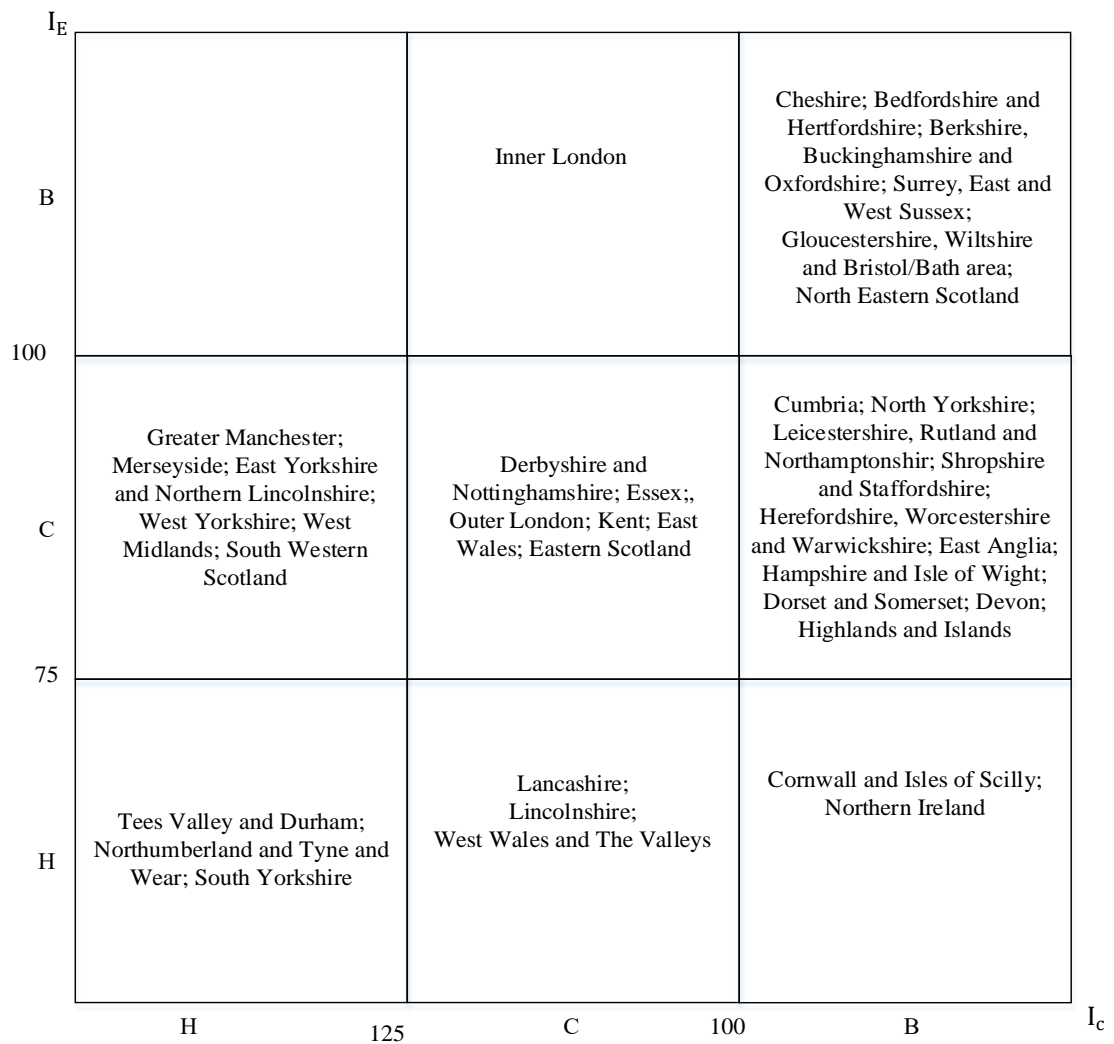 I_E
B
Inner London
Cheshire; Bedfordshire and
Hertfordshire; Berkshire,
Buckinghamshire and
Oxfordshire; Surrey, East and
West Sussex;
Gloucestershire, Wiltshire
and Bristol/Bath area;
North Eastern Scotland
100
C
Greater Manchester;
Merseyside; East Yorkshire
and Northern Lincolnshire;
West Yorkshire; West
Midlands; South Western
Scotland
Derbyshire and
Nottinghamshire; Essex;,
Outer London; Kent; East
Wales; Eastern Scotland
Cumbria; North Yorkshire;
Leicestershire, Rutland and
Northamptonshir; Shropshire
and Staffordshire;
Herefordshire, Worcestershire
and Warwickshire; East Anglia;
Hampshire and Isle of Wight;
Dorset and Somerset; Devon;
Highlands and Islands
75
H
Tees Valley and Durham;
Northumberland and Tyne and
Wear; South Yorkshire
Lancashire;
Lincolnshire;
West Wales and The Valleys
Cornwall and Isles of Scilly;
Northern Ireland
H 125 C 100 B I_c